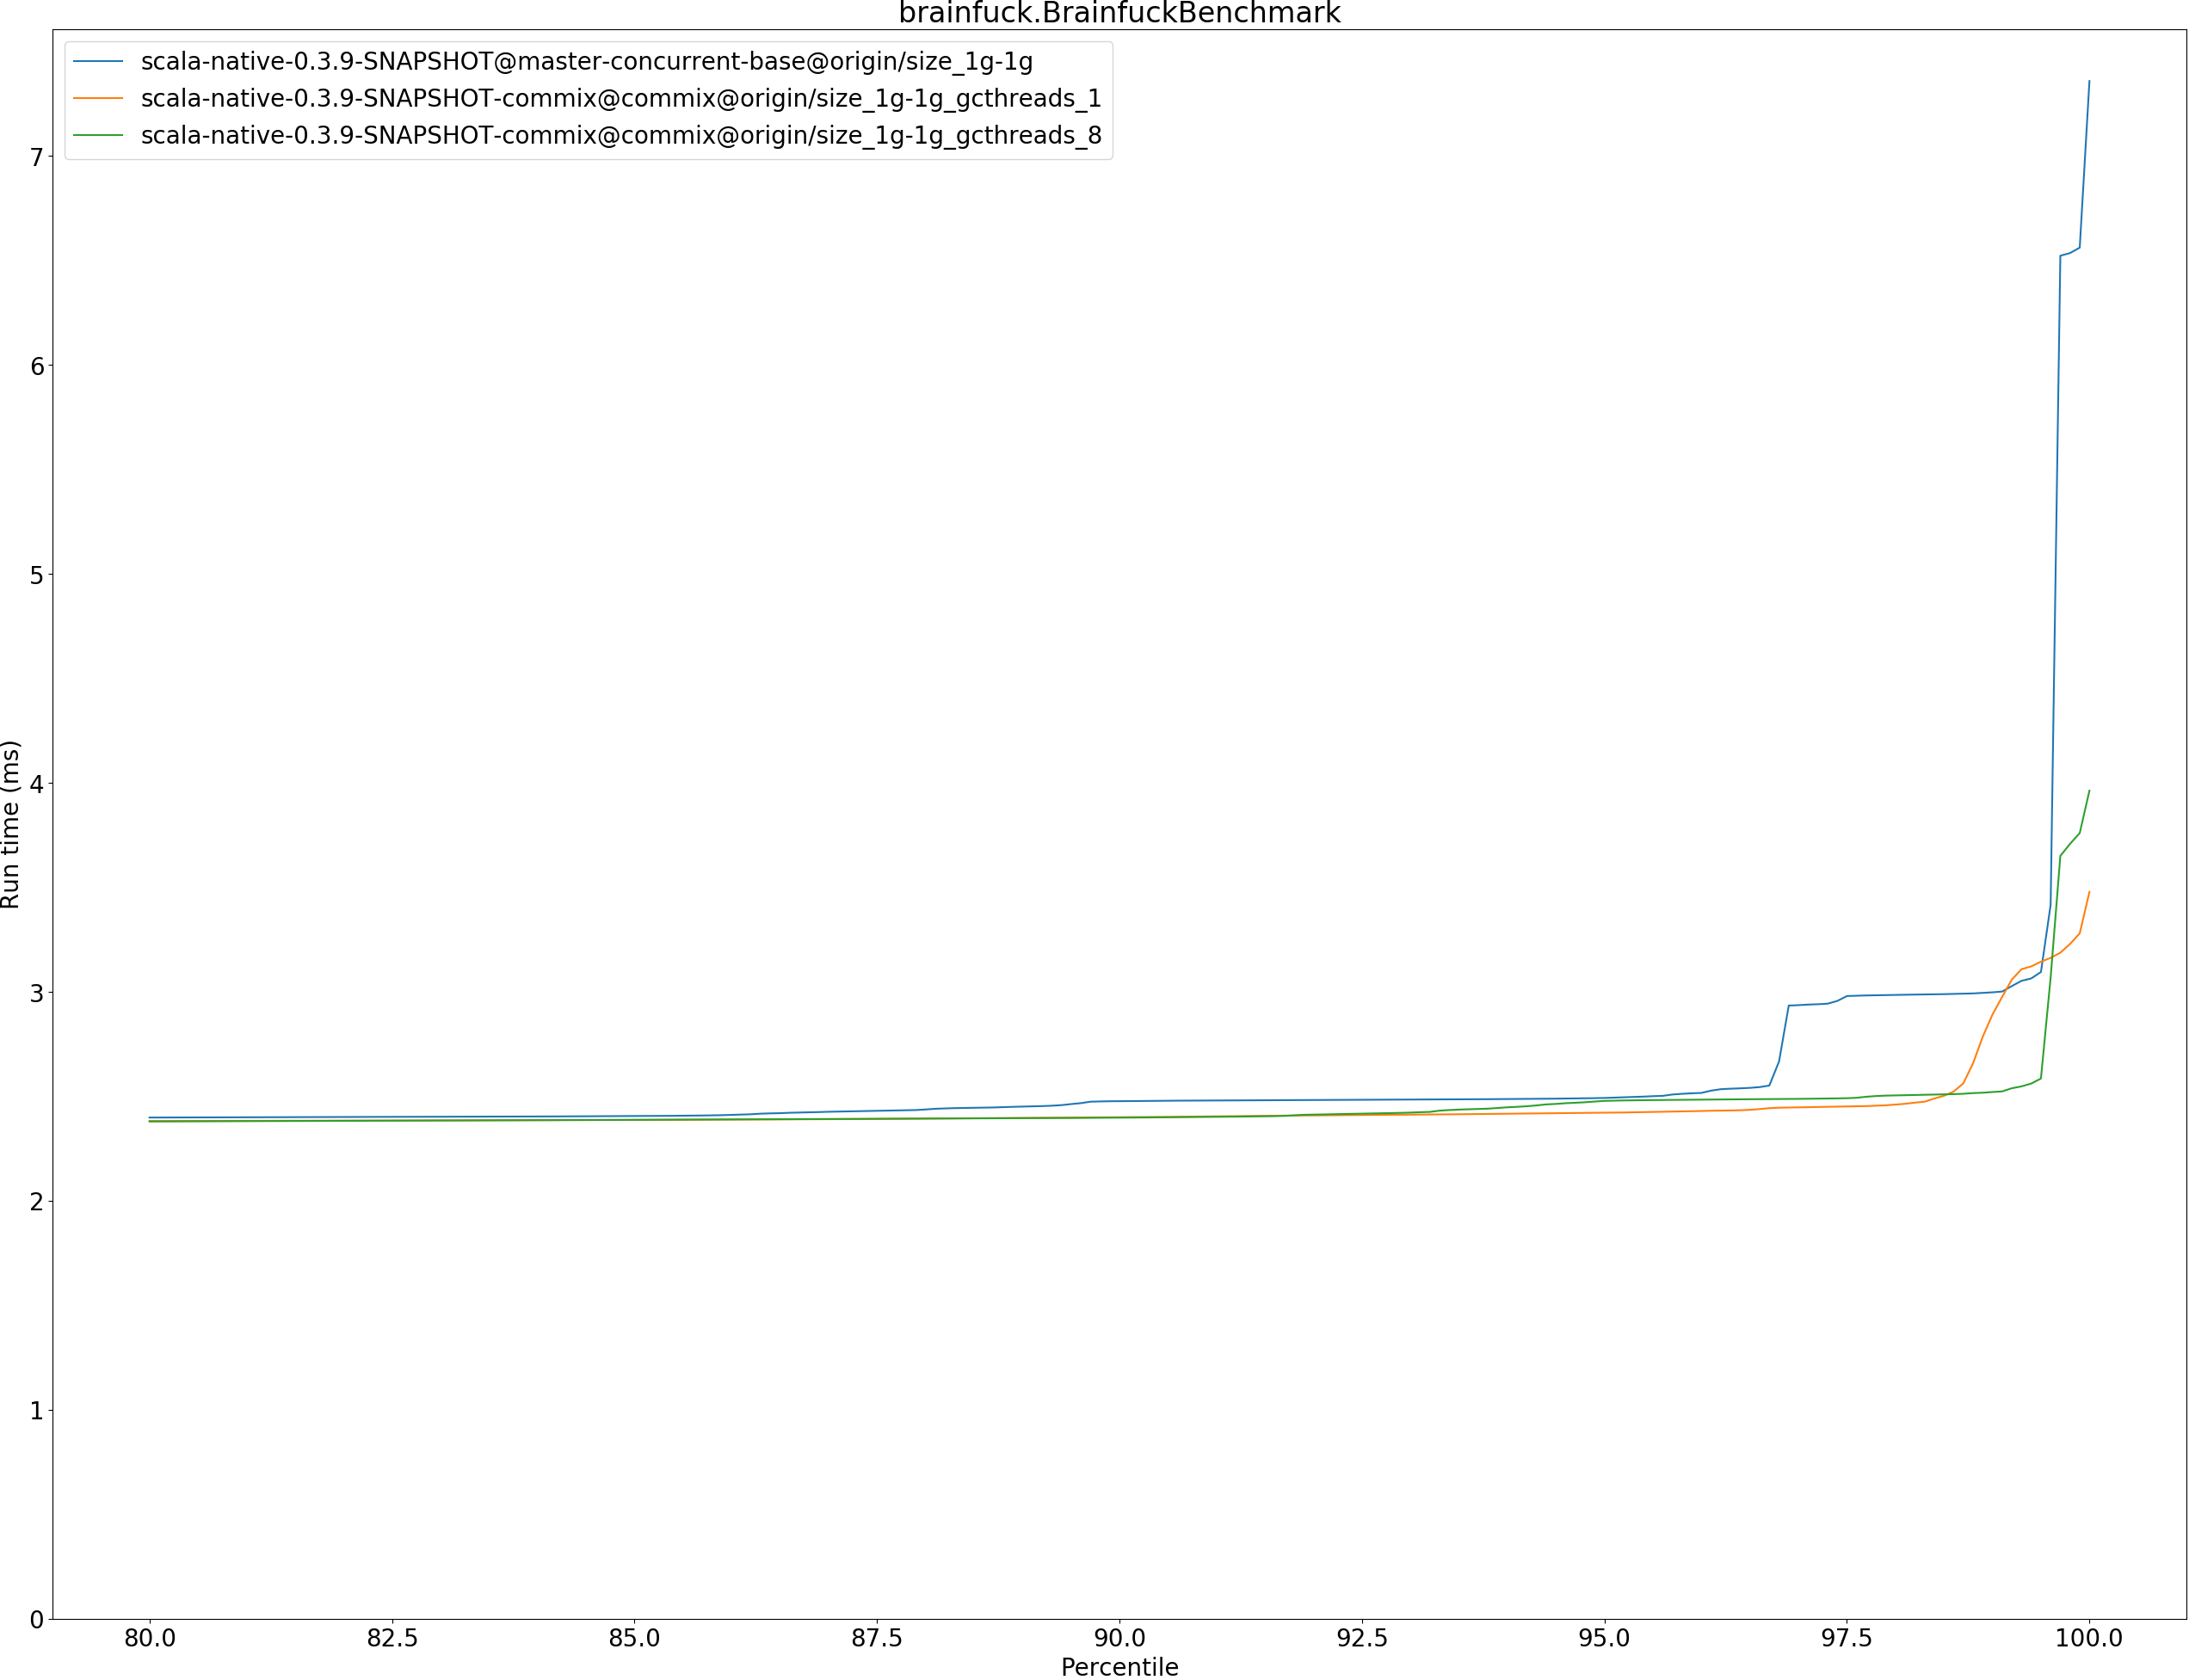 brainfuck.BrainfuckBenchmark
scala-native-0.3.9-SNAPSHOT@master-concurrent-base@origin/size_1g-1g
scala-native-0.3.9-SNAPSHOT-commix@commix@origin/size_1g-1g_gcthreads_1
scala-native-0.3.9-SNAPSHOT-commix@commix@origin/size_1g-1g_gcthreads_8
7
6
5
4
3
2
1
0
Run time (ms)
80.0 82.5 85.0 87.5 90.0 92.5 95.0 97.5 100.0
Percentile